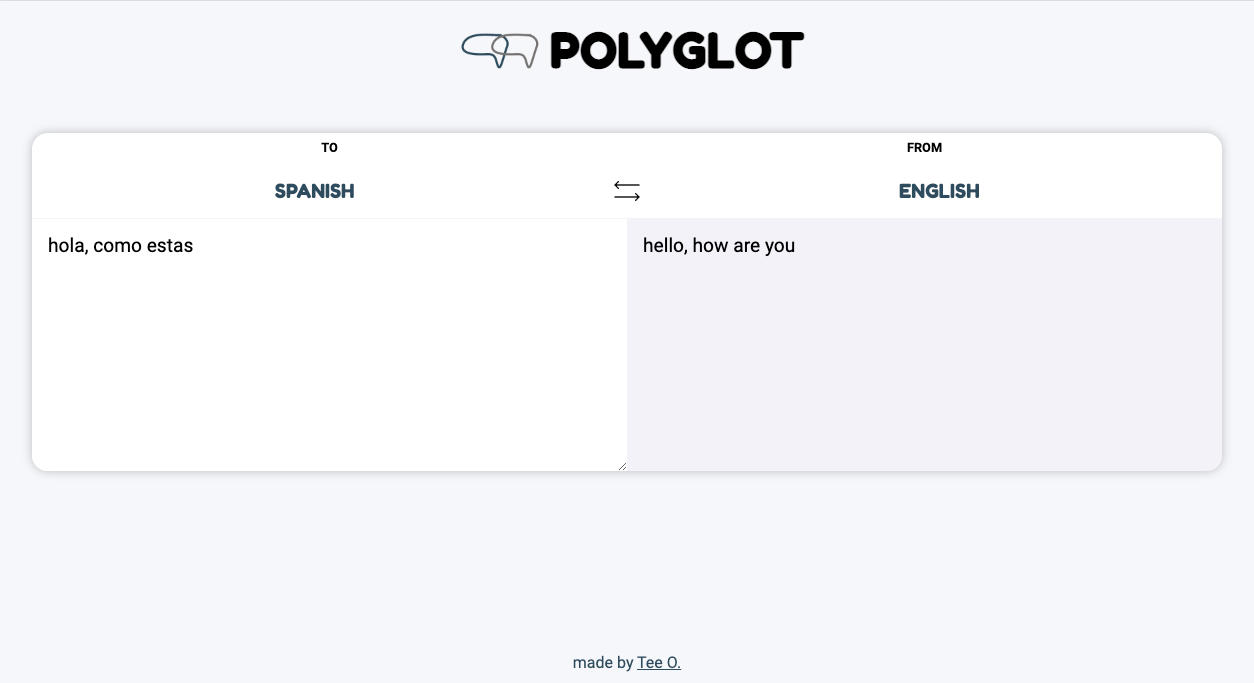 POLYGLOT
TO
FROM
SPANISH
ENGLISH
hola, como estas
hello, how are you
made by Tee O.